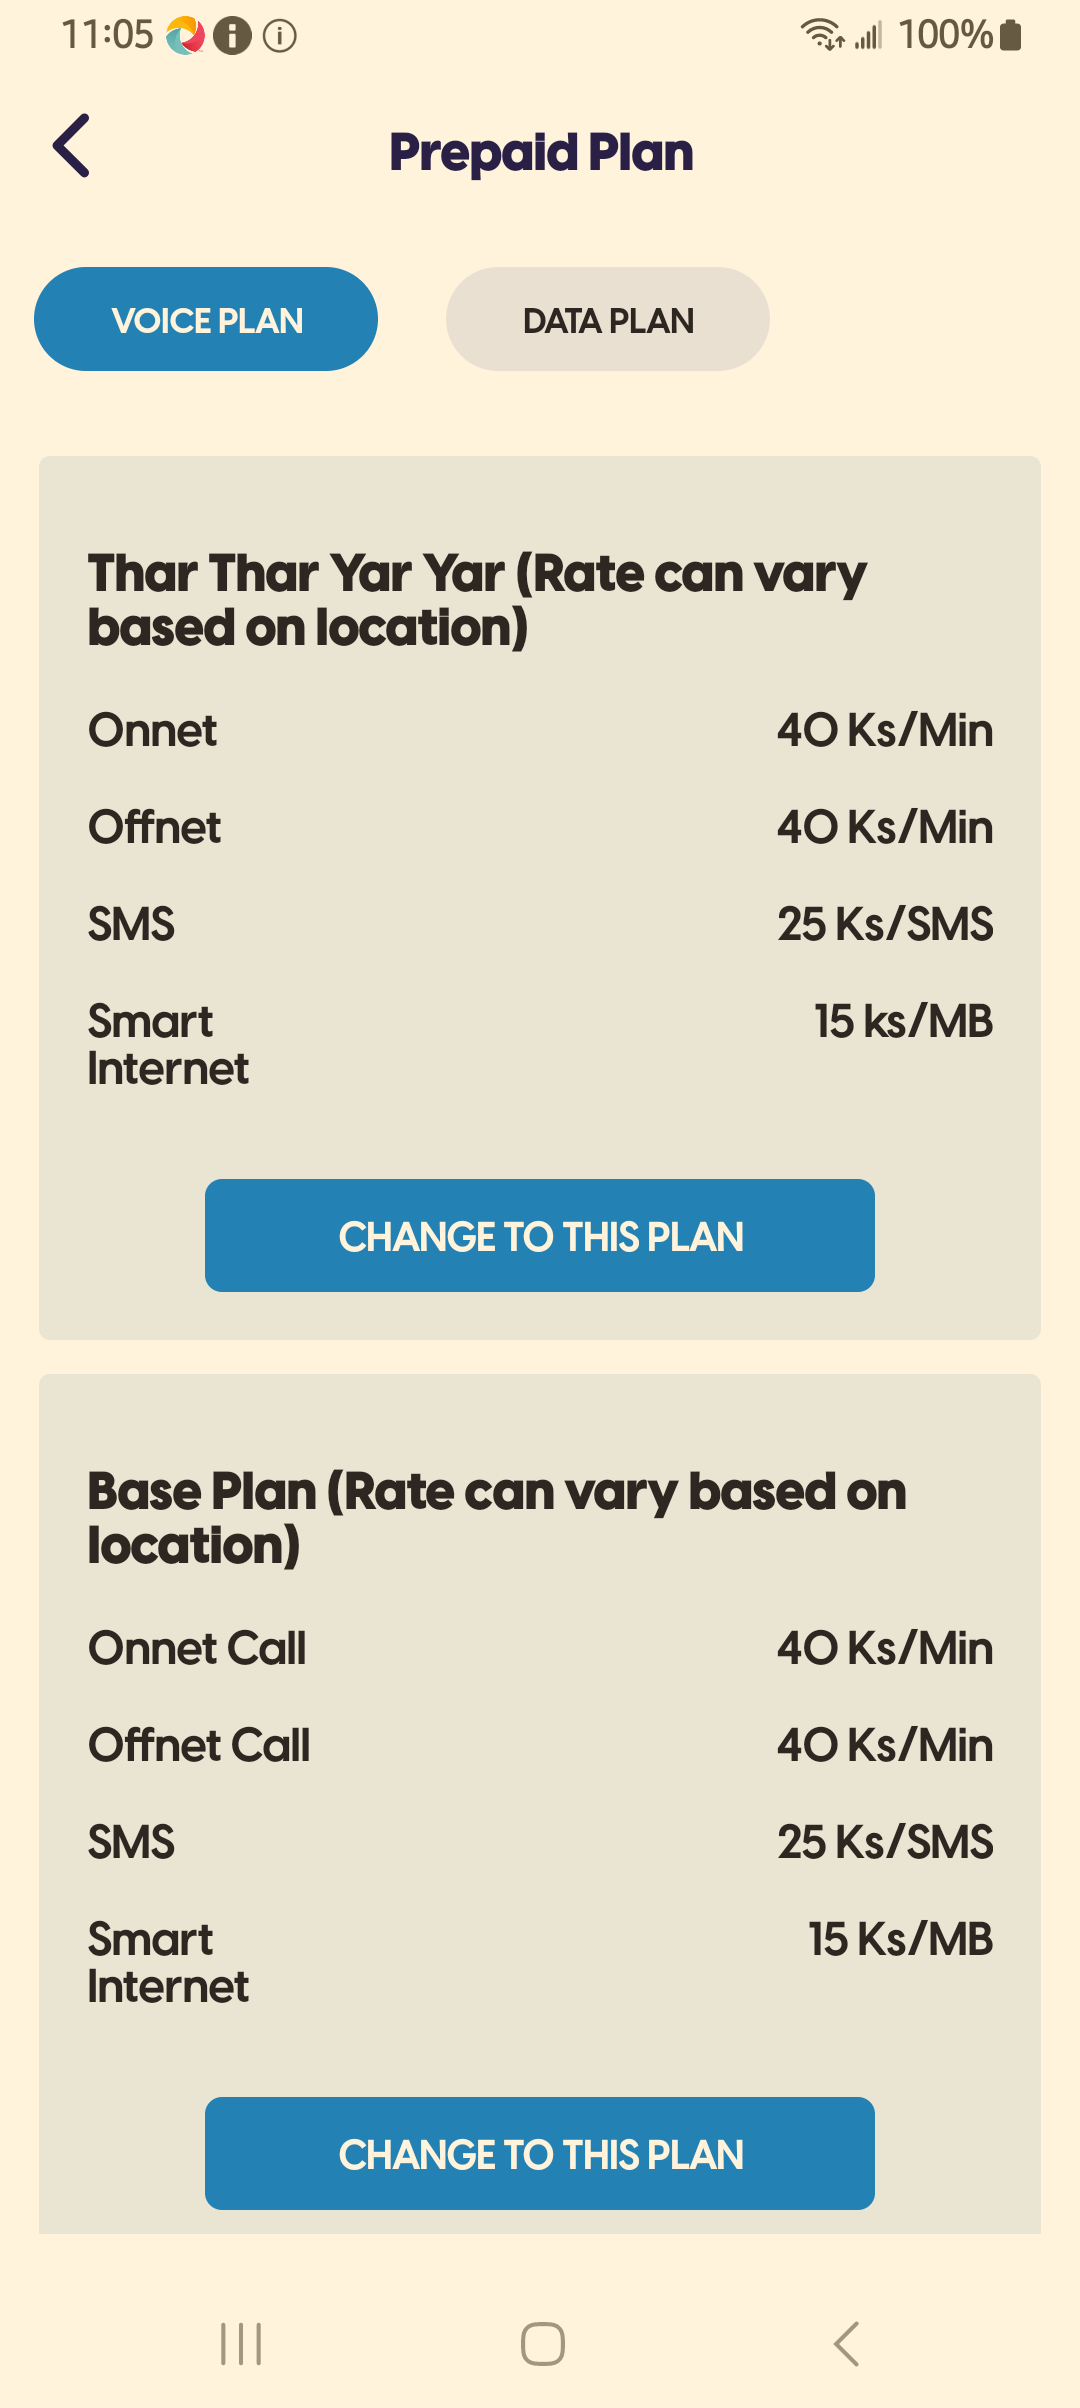 11:05
100%
Prepaid Plan
VOICE PLAN
DATA PLAN
Thar Thar Yar Yar (Rate can vary
based on location)
Onnet 40 Ks/Min
Offnet 40 Ks/Min
SMS 25 Ks/SMS
Smart 15 ks/MB
Internet
CHANGE TO THIS PLAN
Base Plan (Rate can vary based on
location)
Onnet Call 40 Ks/Min
Offnet Call 40 Ks/Min
SMS 25 Ks/SMS
Smart 15 Ks/MB
Internet
CHANGE TO THIS PLAN